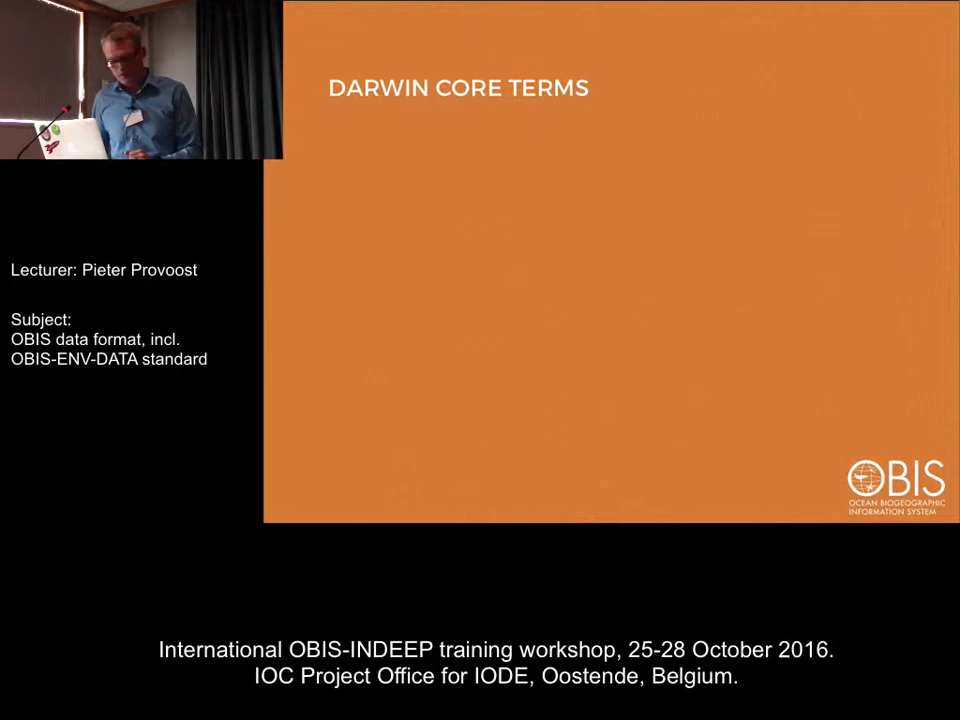 DARWIN CORE TERMS
Lecturer: Pieter Provoost
Subject:
OBIS data format, incl.
OBIS-ENV-DATA standard
OBIS
OCEAN BIOGEOGRAPHIC
INFORMATION SYSTEM
International OBIS-INDEEP training workshop, 25-28 October 2016.
IOC Project Office for IODE, Oostende, Belgium.